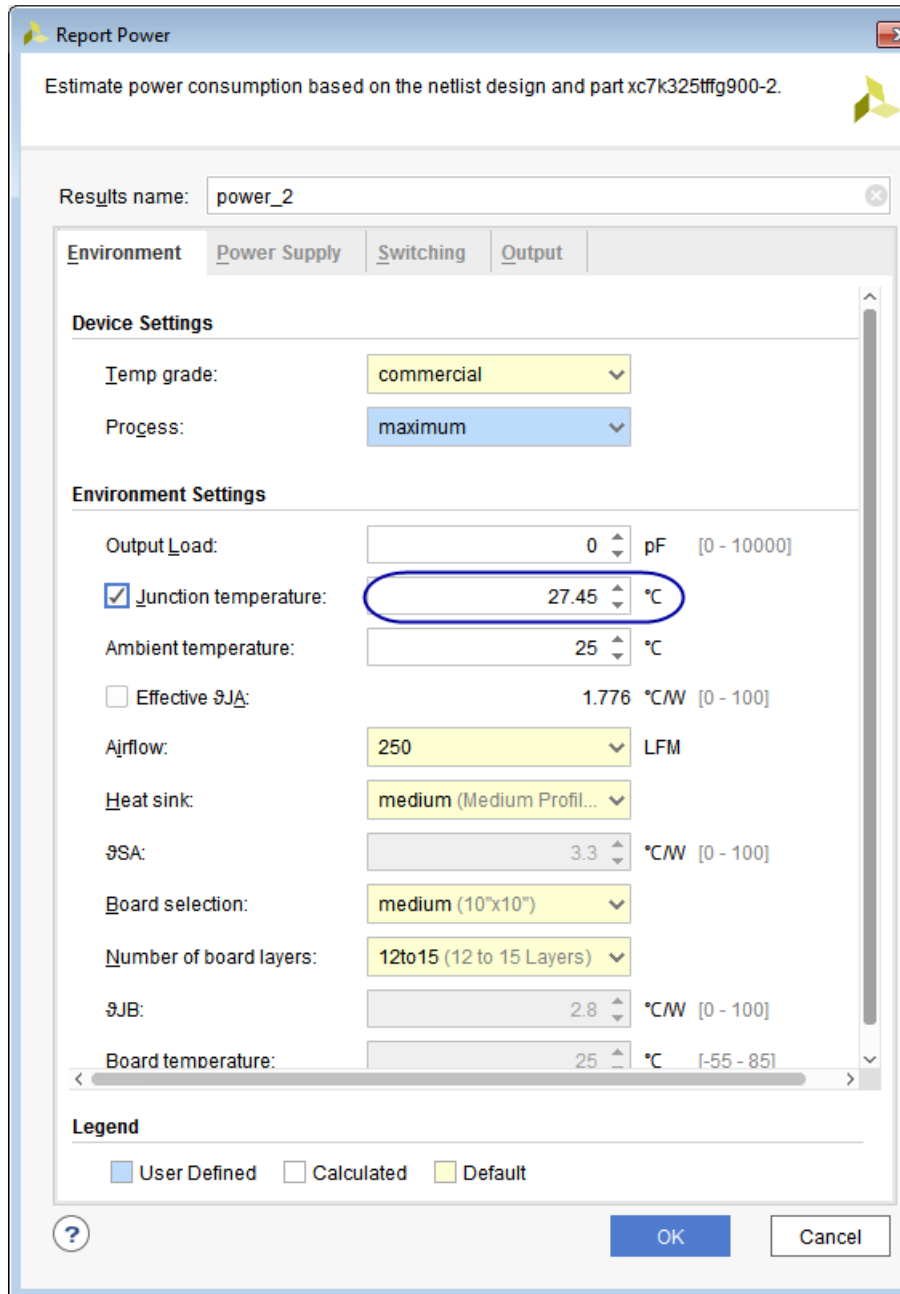 Report Power
Estimate power consumption based on the netlist design and part xc7k325tffg900-2.
Results name: power_2
Environment Power Supply Switching Output
Device Settings
Temp grade: commercial
Process: maximum
Environment Settings
Output Load: 0 pF [0 - 10000]
Junction temperature: 27.45 °C
Ambient temperature: 25 °C
Effective ϑJA: 1.776 °C/W [0 - 100]
Airflow: 250 LFM
Heat sink: medium (Medium Profil...
ϑSA: 3.3 °C/W [0 - 100]
Board selection: medium (10"x10")
Number of board layers: 12to15 (12 to 15 Layers)
ϑJB: 2.8 °C/W [0 - 100]
Board temperature: 25 °C [-55 - 85]
Legend
User Defined Calculated Default
? OK Cancel